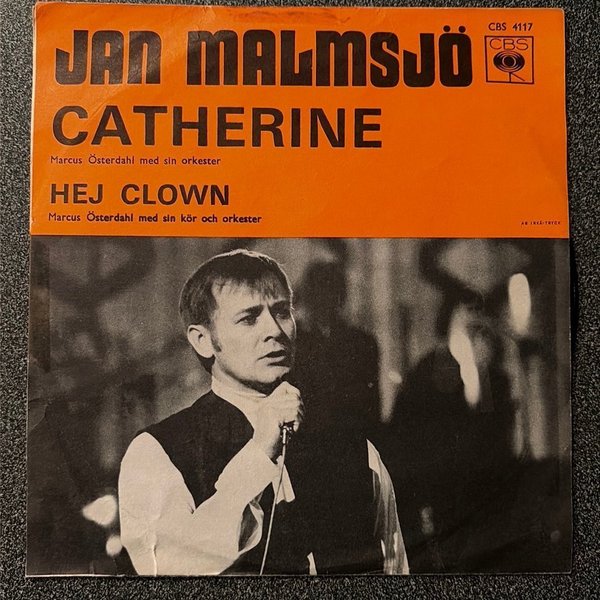 JAN MALMSJÖ
CBS 4117
CBS
CATHERINE
Marcus Österdahl med sin orkester
HEJ CLOWN
Marcus Österdahl med sin kör och orkester